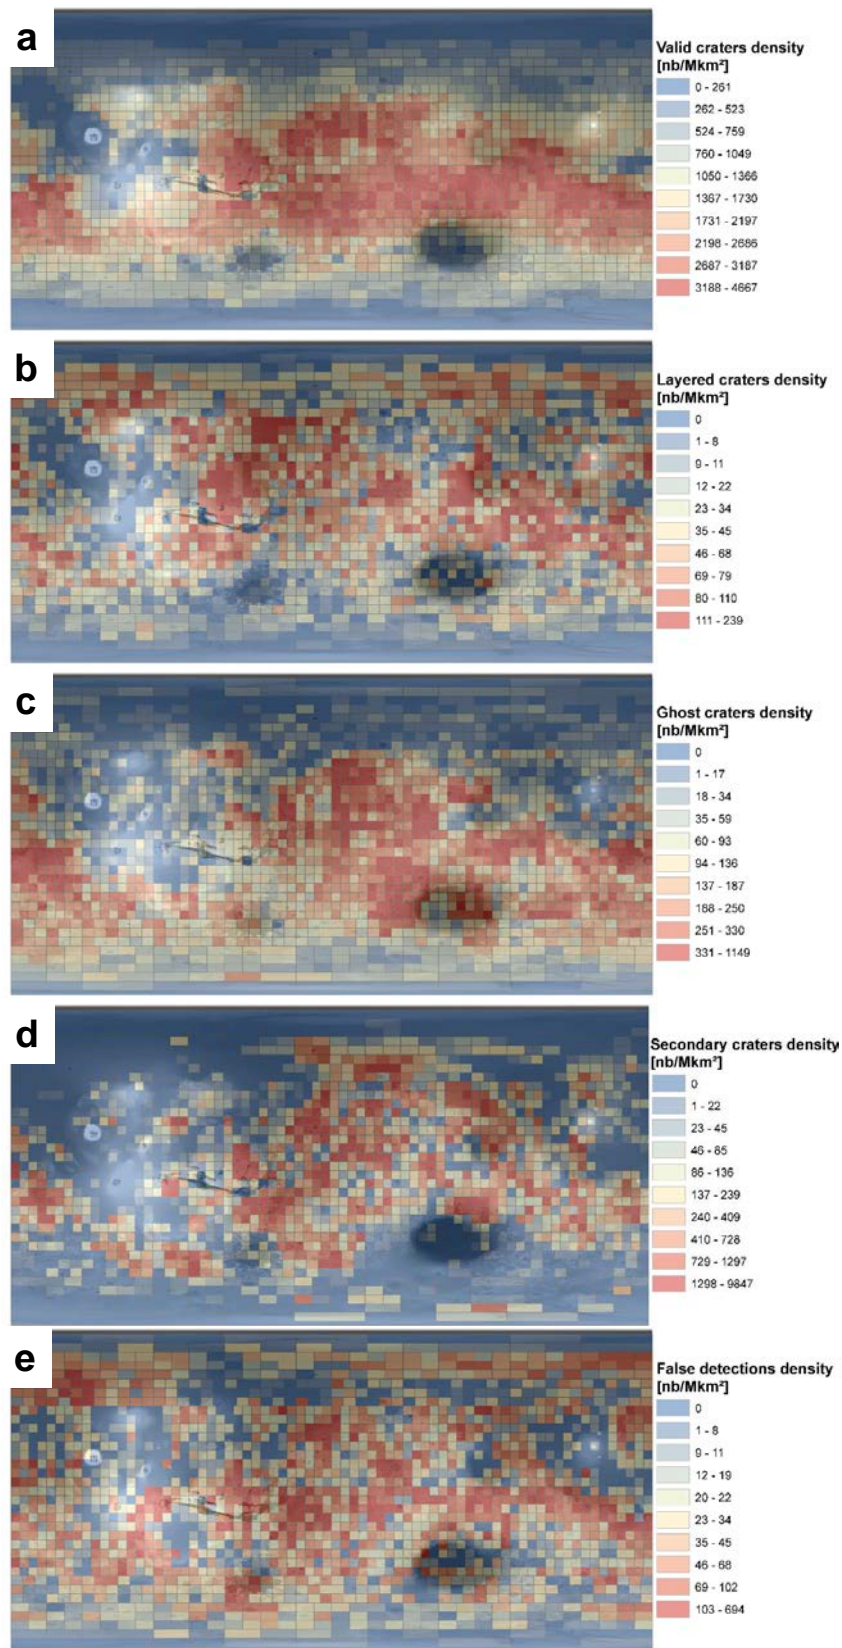 a
Valid craters density
[nb/Mkm²]
0 - 261
262 - 523
524 - 759
760 - 1049
1050 - 1366
1367 - 1730
1731 - 2197
2198 - 2686
2687 - 3187
3188 - 4667
b
Layered craters density
[nb/Mkm²]
0
1 - 8
9 - 11
12 - 22
23 - 34
35 - 45
46 - 68
69 - 79
80 - 110
111 - 239
c
Ghost craters density
[nb/Mkm²]
0
1 - 17
18 - 34
35 - 59
60 - 93
94 - 136
137 - 187
188 - 250
251 - 330
331 - 1149
d
Secondary craters density
[nb/Mkm²]
0
1 - 22
23 - 45
46 - 85
86 - 136
137 - 239
240 - 409
410 - 728
729 - 1297
1298 - 9847
e
False detections density
[nb/Mkm²]
0
1 - 8
9 - 11
12 - 19
20 - 22
23 - 34
35 - 45
46 - 68
69 - 102
103 - 694